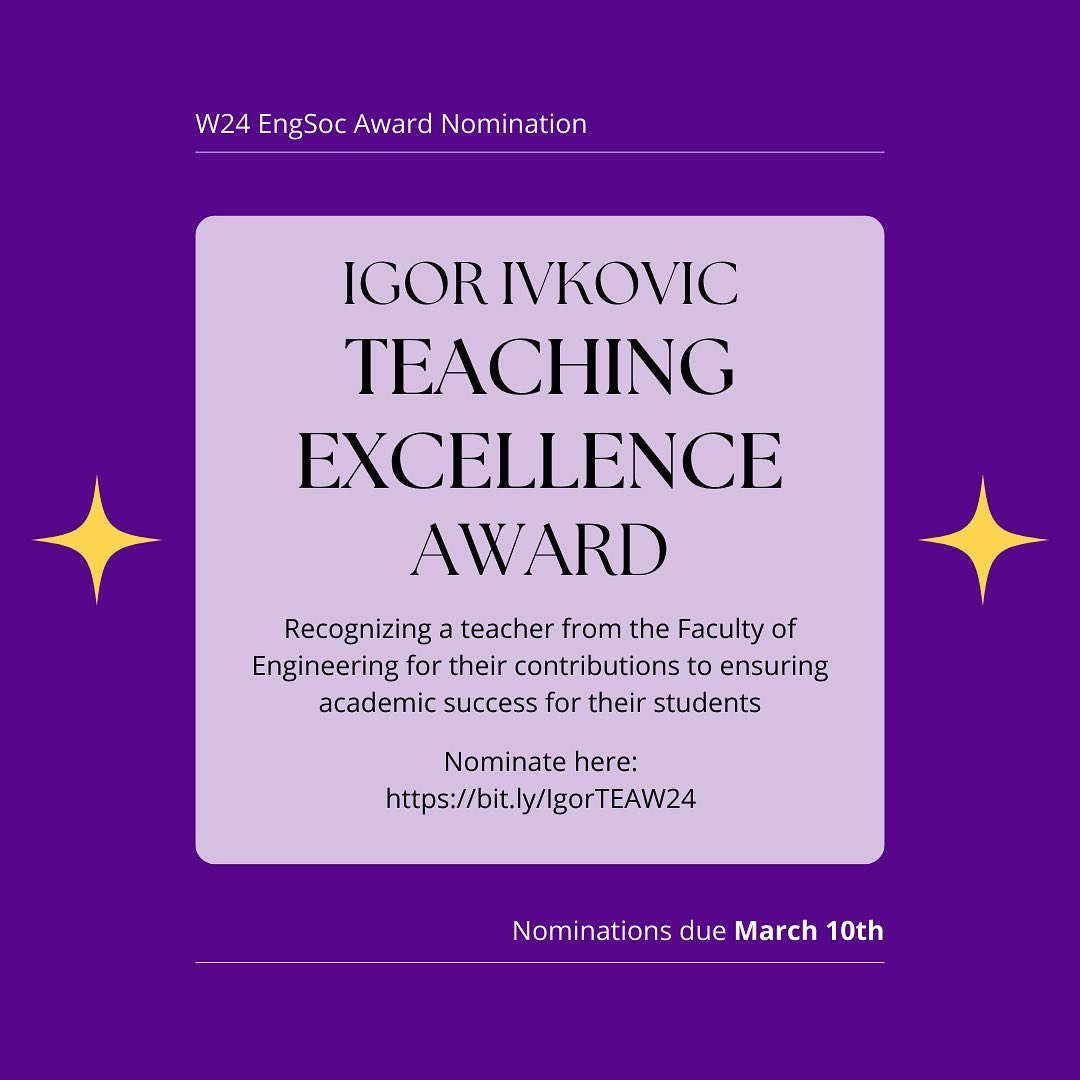 W24 EngSoc Award Nomination
IGOR IVKOVIC
TEACHING
EXCELLENCE
AWARD
Recognizing a teacher from the Faculty of
Engineering for their contributions to ensuring
academic success for their students
Nominate here:
https://bit.ly/IgorTEAW24
Nominations due March 10th